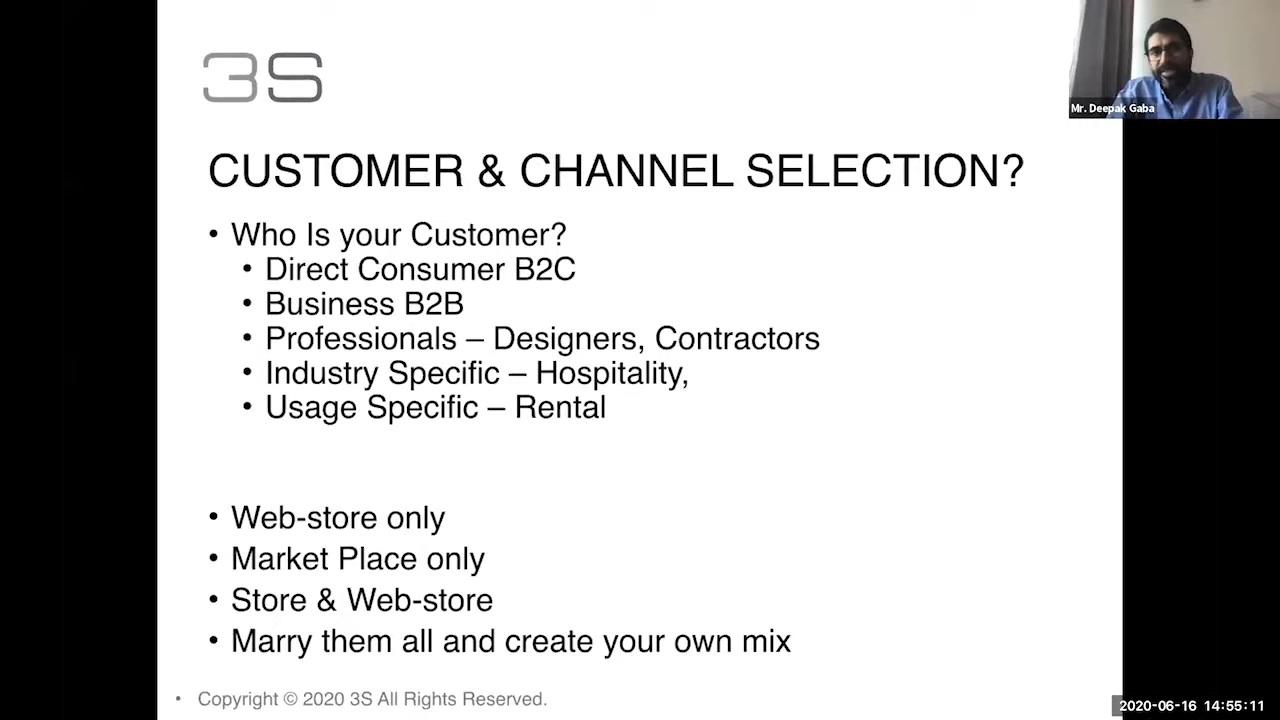 3S
Mr. Deepak Gaba
CUSTOMER & CHANNEL SELECTION?
• Who Is your Customer?
• Direct Consumer B2C
• Business B2B
• Professionals – Designers, Contractors
• Industry Specific – Hospitality,
• Usage Specific – Rental
• Web-store only
• Market Place only
• Store & Web-store
• Marry them all and create your own mix
• Copyright © 2020 3S All Rights Reserved.
2020-06-16 14:55:11